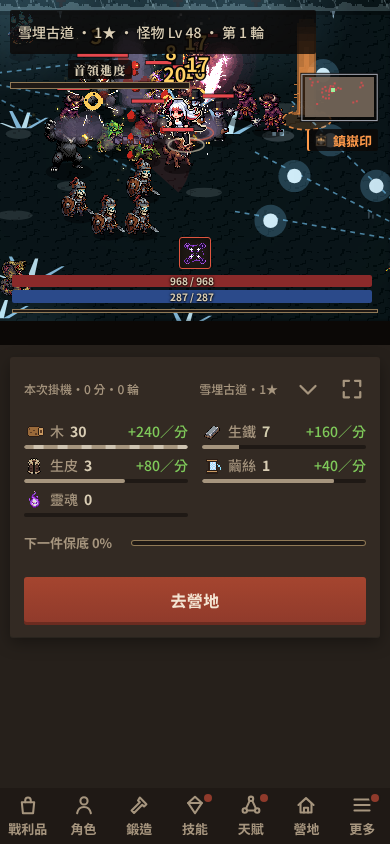 雪埋古道 · 1★ · 怪物 Lv 48 · 第 1 輪
8
17
首領進度
20
17
鎮嶽印
968 / 968
287 / 287
本次掛機·0 分·0 輪
雪埋古道·1★
木 30 +240／分
生鐵 7 +160／分
生皮 3 +80／分
繭絲 1 +40／分
靈魂 0
下一件保底 0%
去營地
戰利品 角色 鍛造 技能 天賦 營地 更多